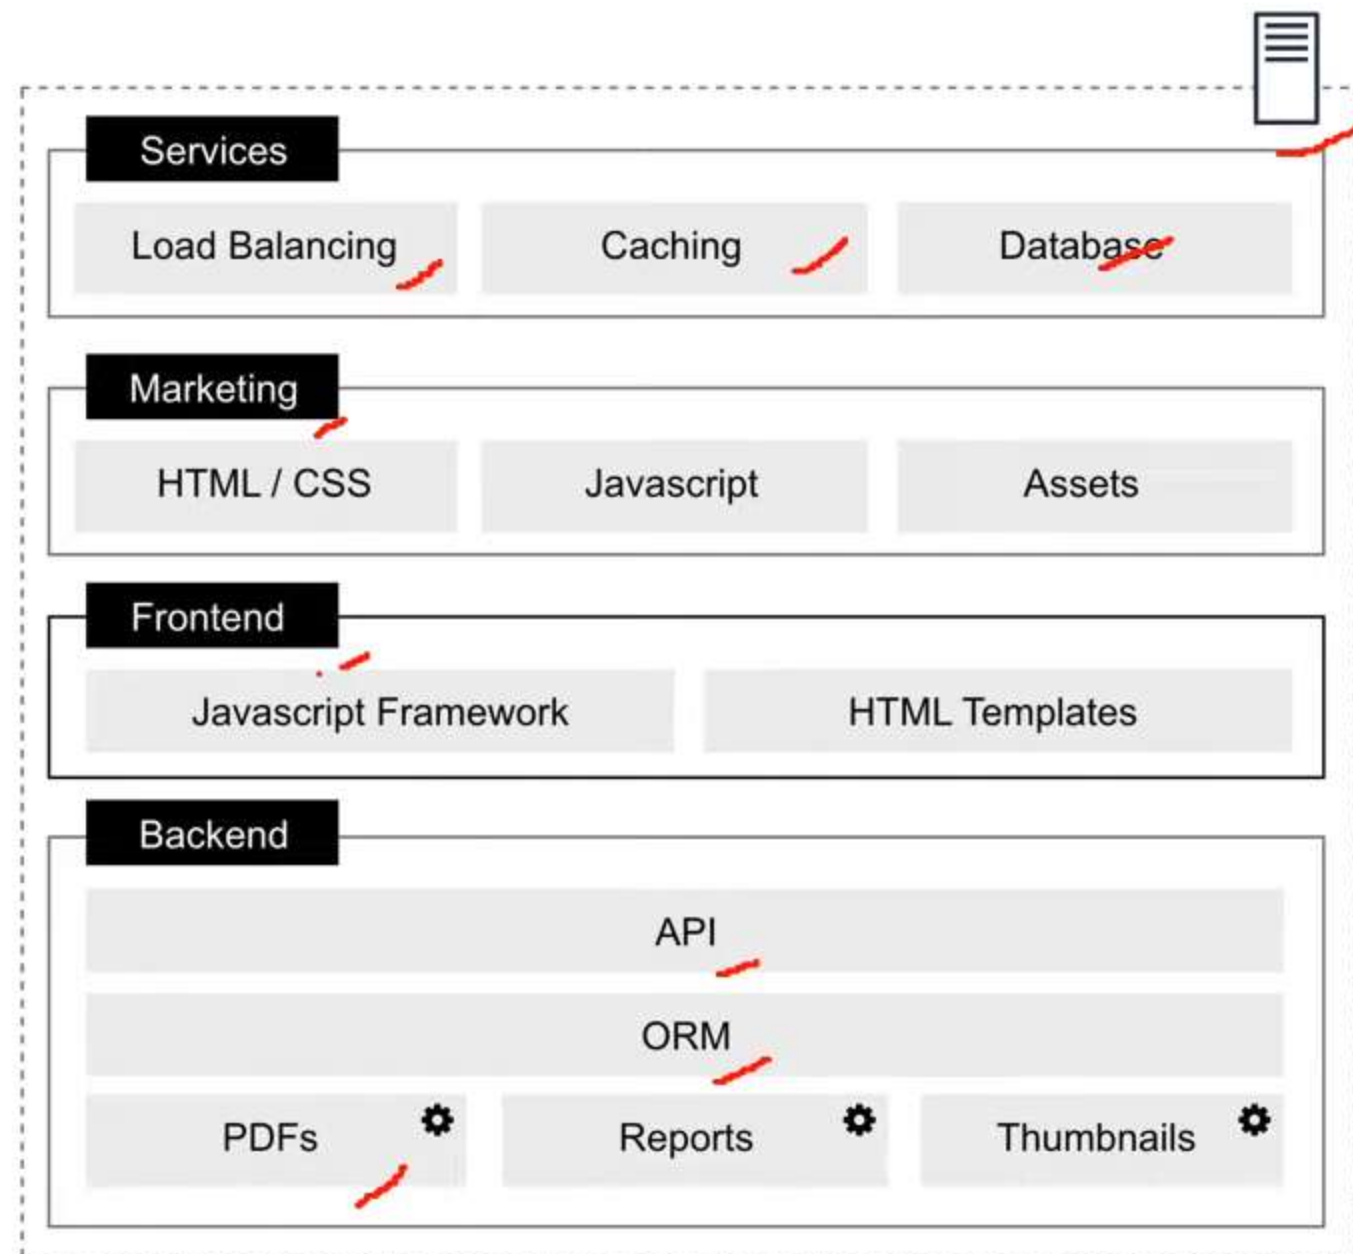 Services
Load Balancing Caching Database
Marketing
HTML / CSS Javascript Assets
Frontend
Javascript Framework HTML Templates
Backend
API
ORM
PDFs Reports Thumbnails